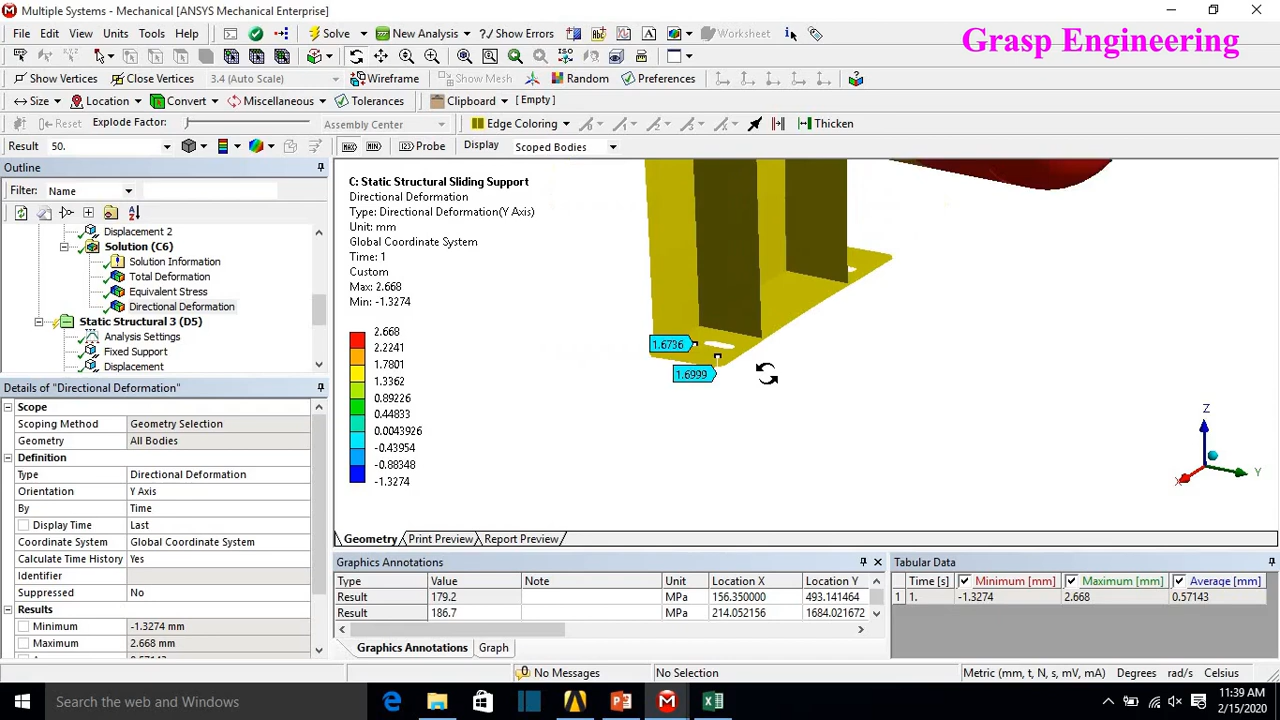 Multiple Systems - Mechanical [ANSYS Mechanical Enterprise]
File Edit View Units Tools Help Solve New Analysis Show Errors Worksheet
Grasp Engineering
Show Vertices Close Vertices 3.4 (Auto Scale) Wireframe Show Mesh Random Preferences
Size Location Convert Miscellaneous Tolerances Clipboard [ Empty ]
Reset Explode Factor: Assembly Center Edge Coloring Thicken
Result 50. Probe Display Scoped Bodies
Outline
Filter: Name
Displacement 2
Solution (C6)
Solution Information
Total Deformation
Equivalent Stress
Directional Deformation
Static Structural 3 (D5)
Analysis Settings
Fixed Support
Displacement
C: Static Structural Sliding Support
Directional Deformation
Type: Directional Deformation(Y Axis)
Unit: mm
Global Coordinate System
Time: 1
Custom
Max: 2.668
Min: -1.3274
2.668
2.2241
1.7801
1.3362
0.89226
0.44833
0.0043926
-0.43954
-0.88348
-1.3274
1.6736
1.6999
Z
Y
X
Details of "Directional Deformation"
Scope
Scoping Method Geometry Selection
Geometry All Bodies
Definition
Type Directional Deformation
Orientation Y Axis
By Time
Display Time Last
Coordinate System Global Coordinate System
Calculate Time History Yes
Identifier
Suppressed No
Results
Minimum -1.3274 mm
Maximum 2.668 mm
Geometry Print Preview Report Preview
Graphics Annotations
Type Value Note Unit Location X Location Y
Result 179.2 MPa 156.350000 493.141464
Result 186.7 MPa 214.052156 1684.021672
Graphics Annotations Graph
Tabular Data
Time [s] Minimum [mm] Maximum [mm] Average [mm]
1 1. -1.3274 2.668 0.57143
No Messages No Selection Metric (mm, t, N, s, mV, mA) Degrees rad/s Celsius
Search the web and Windows
11:39 AM
2/15/2020